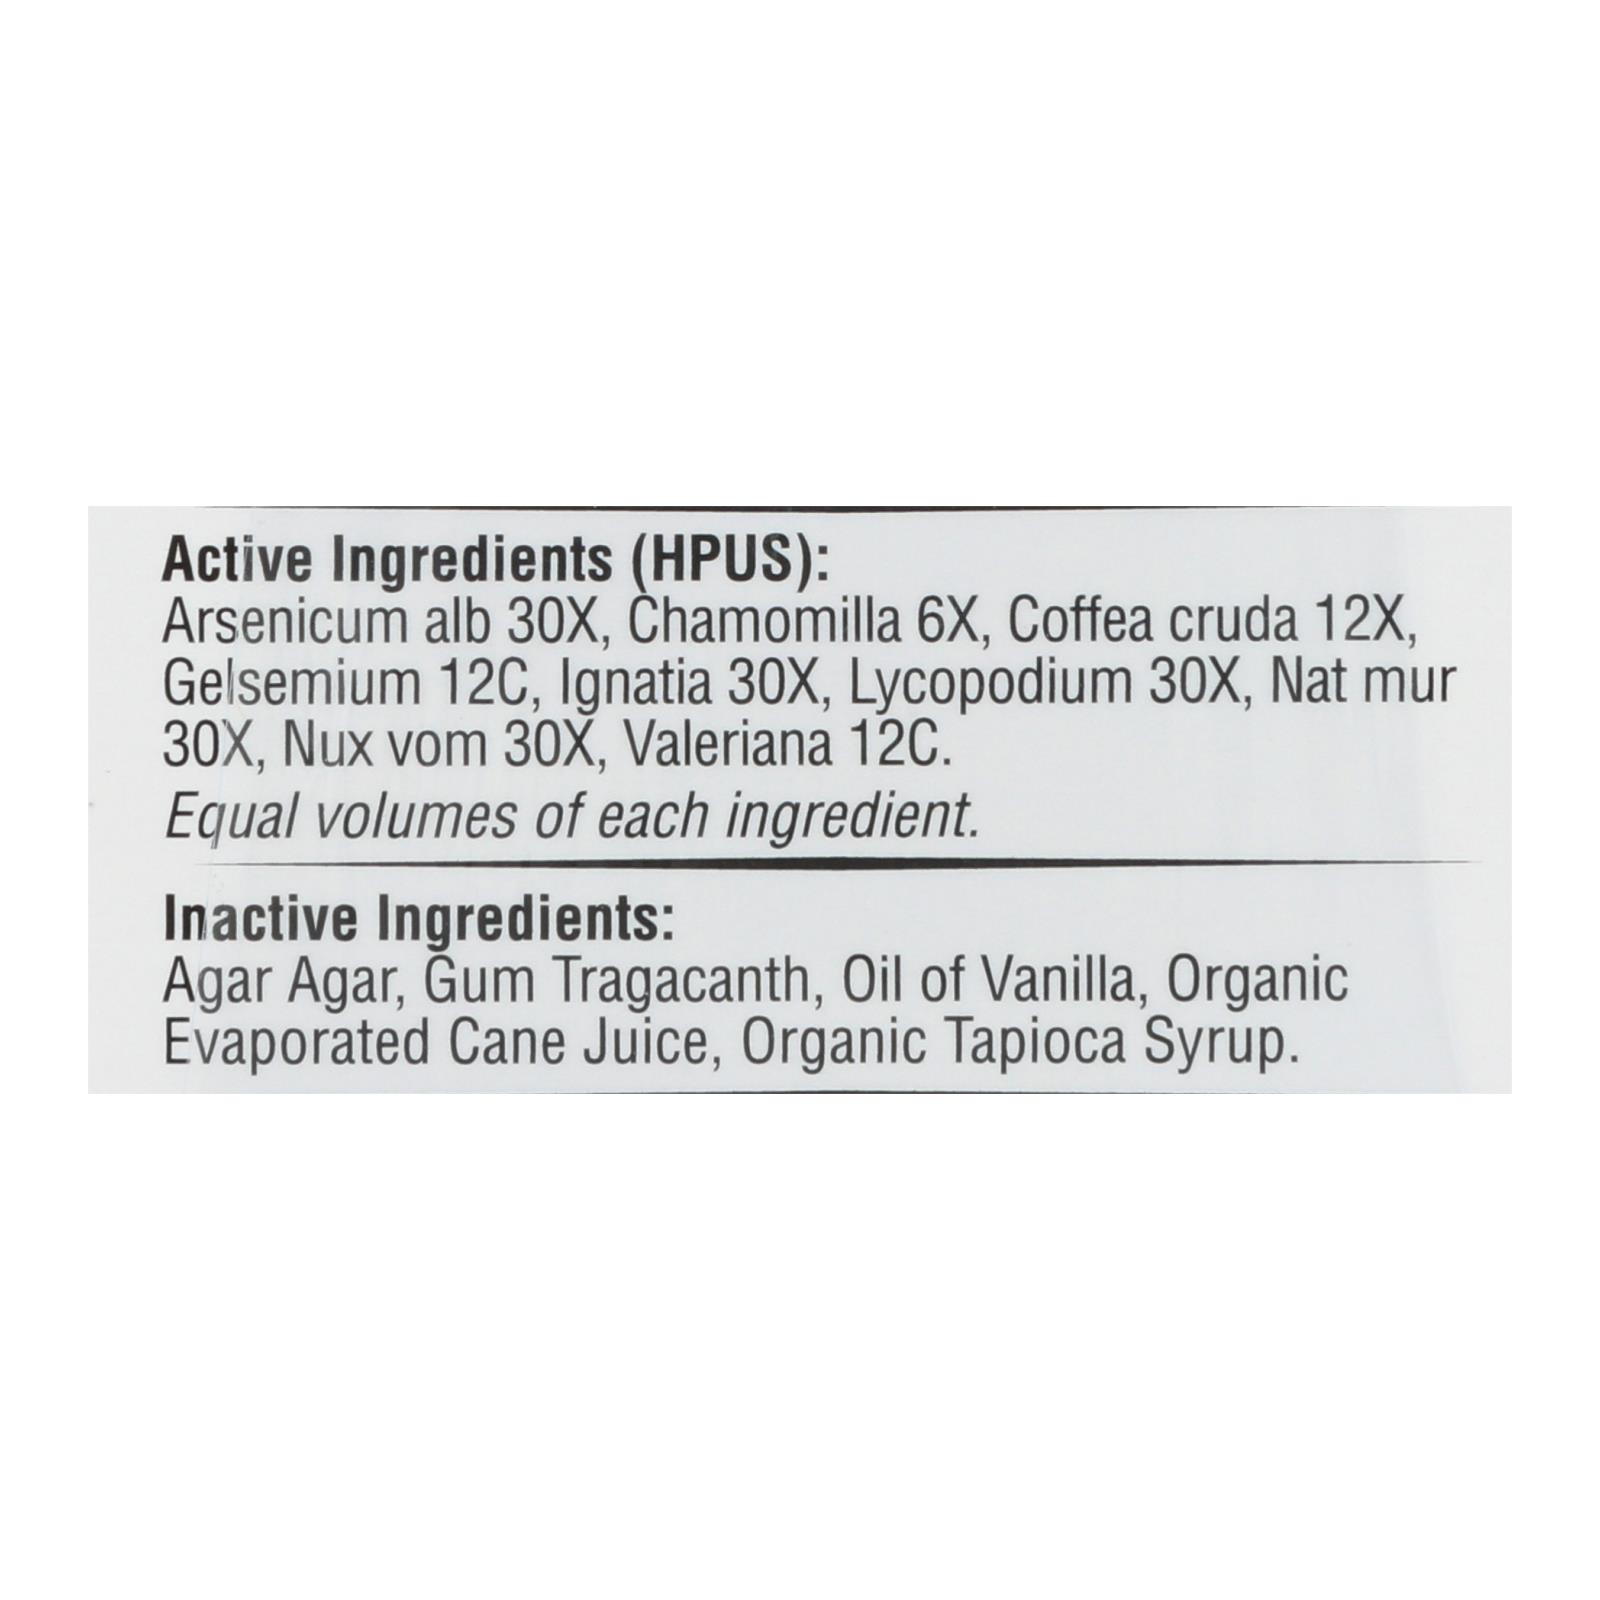 Active Ingredients (HPUS):
Arsenicum alb 30X, Chamomilla 6X, Coffea cruda 12X,
Gelsemium 12C, Ignatia 30X, Lycopodium 30X, Nat mur
30X, Nux vom 30X, Valeriana 12C.
Equal volumes of each ingredient.
Inactive Ingredients:
Agar Agar, Gum Tragacanth, Oil of Vanilla, Organic
Evaporated Cane Juice, Organic Tapioca Syrup.